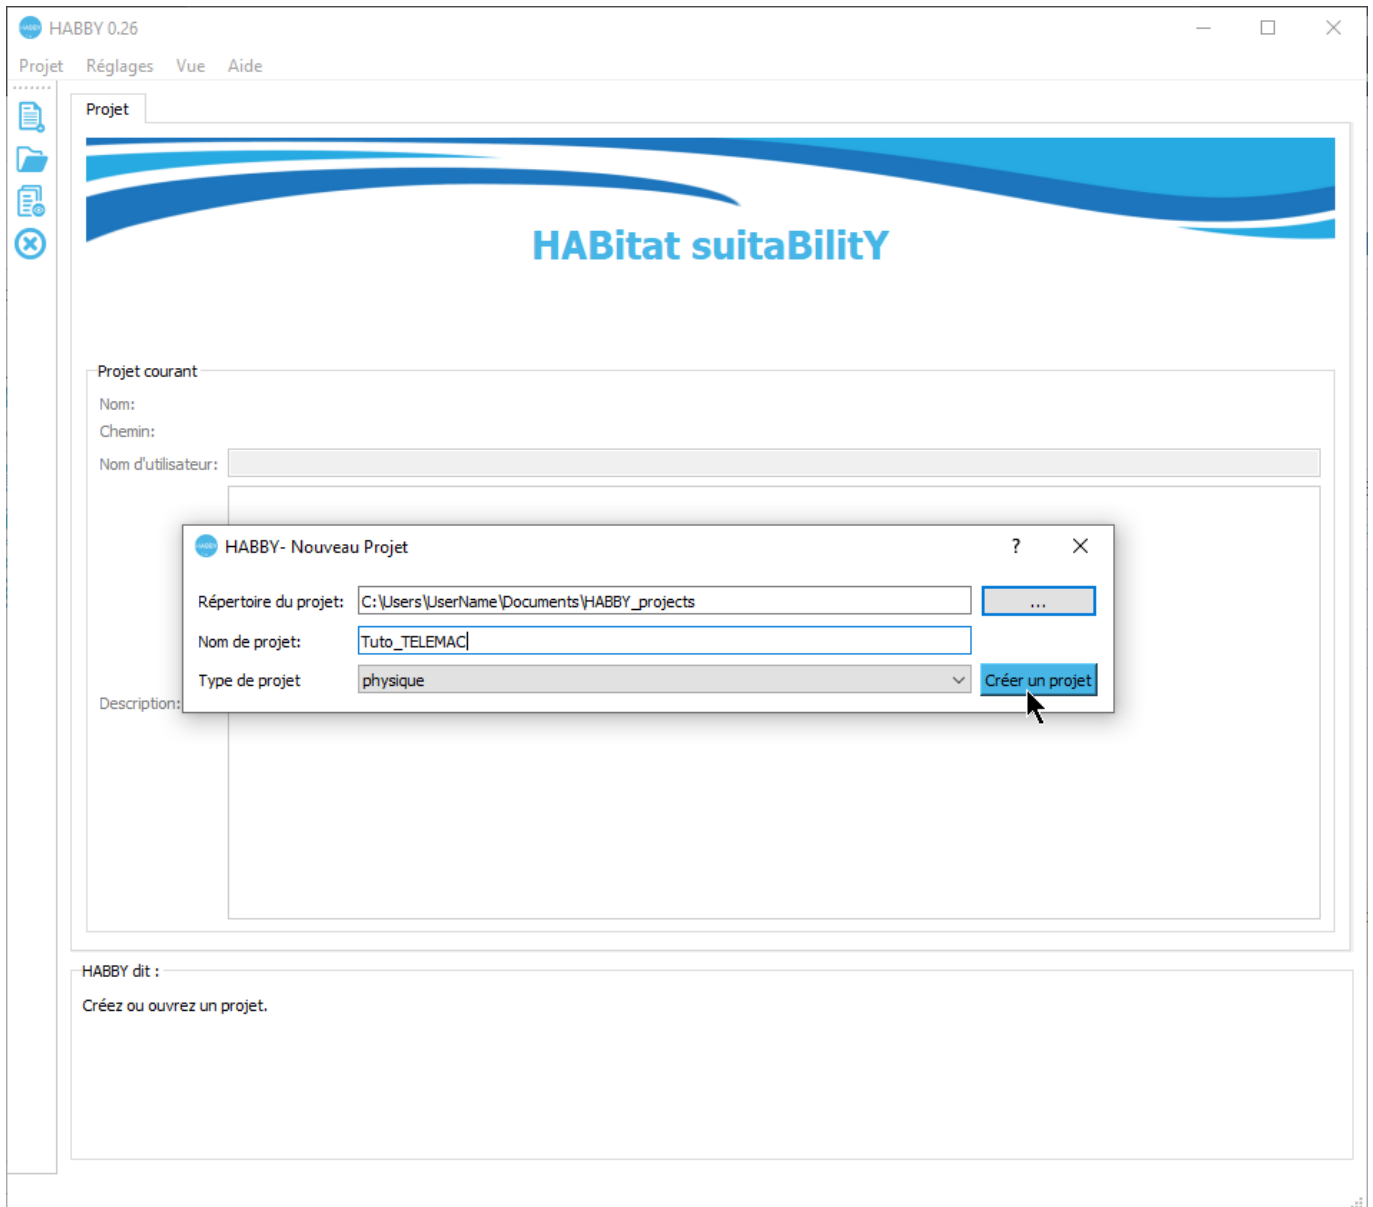 HABBY 0.26
Projet Réglages Vue Aide
Projet
HABitat suitaBilitY
Projet courant
Nom:
Chemin:
Nom d'utilisateur:
HABBY- Nouveau Projet ?
Répertoire du projet: C:\Users\UserName\Documents\HABBY_projects ...
Nom de projet: Tuto_TELEMAC
Type de projet physique Créer un projet
Description:
HABBY dit :
Créez ou ouvrez un projet.